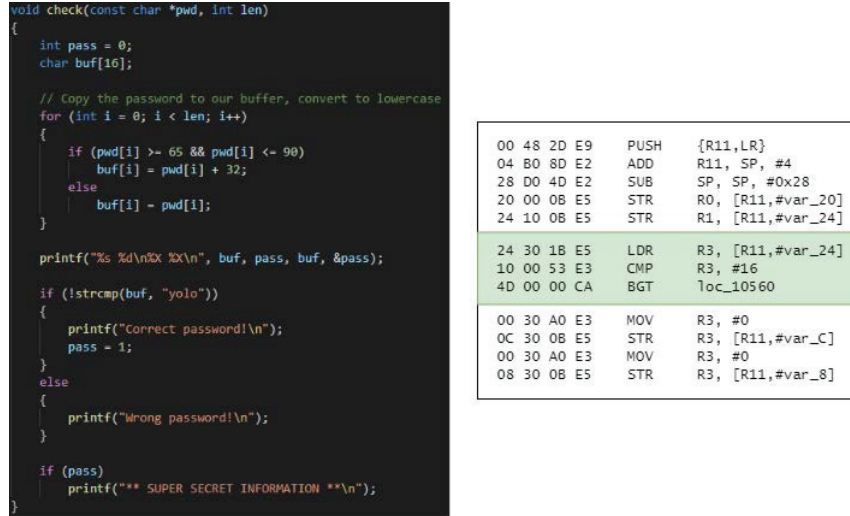 void check(const char *pwd, int len)
{
    int pass = 0;
    char buf[16];

    // Copy the password to our buffer, convert to lowercase
    for (int i = 0; i < len; i++)
    {
        if (pwd[i] >= 65 && pwd[i] <= 90)
            buf[i] = pwd[i] + 32;
        else
            buf[i] = pwd[i];
    }

    printf("%s %d\n%X %X\n", buf, pass, buf, &pass);

    if (!strcmp(buf, "yolo"))
    {
        printf("Correct password!\n");
        pass = 1;
    }
    else
    {
        printf("Wrong password!\n");
    }

    if (pass)
        printf("** SUPER SECRET INFORMATION **\n");
}
00 48 2D E9 PUSH {R11,LR}
04 B0 8D E2 ADD R11, SP, #4
28 D0 4D E2 SUB SP, SP, #0x28
20 00 0B E5 STR R0, [R11,#var_20]
24 10 0B E5 STR R1, [R11,#var_24]
24 30 1B E5 LDR R3, [R11,#var_24]
10 00 53 E3 CMP R3, #16
4D 00 00 CA BGT loc_10560
00 30 A0 E3 MOV R3, #0
0C 30 0B E5 STR R3, [R11,#var_C]
00 30 A0 E3 MOV R3, #0
08 30 0B E5 STR R3, [R11,#var_8]